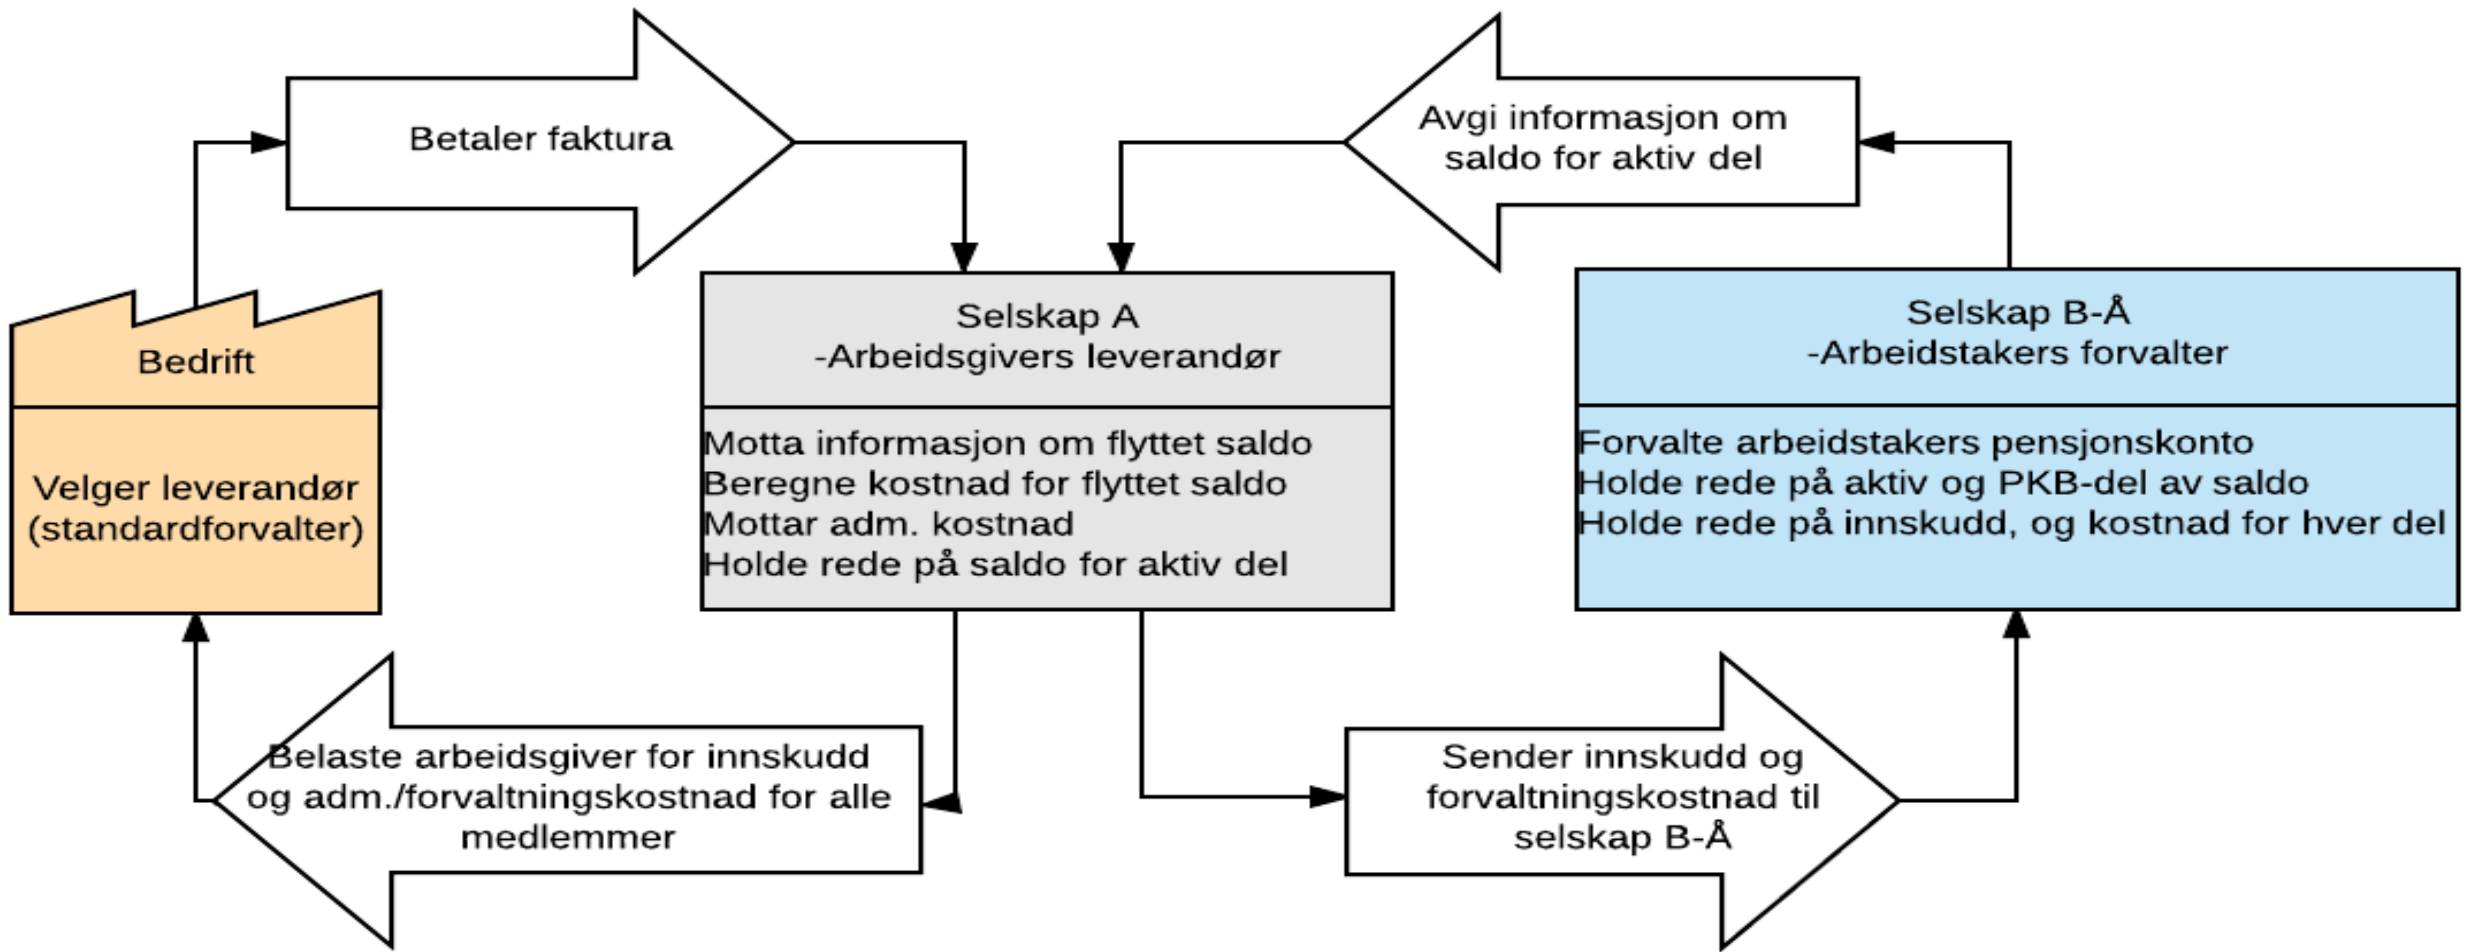 Betaler faktura
Avgi informasjon om
saldo for aktiv del
Bedrift
Velger leverandør
(standardforvalter)
Selskap A
-Arbeidsgivers leverandør
Motta informasjon om flyttet saldo
Beregne kostnad for flyttet saldo
Mottar adm. kostnad
Holde rede på saldo for aktiv del
Selskap B-Å
-Arbeidstakers forvalter
Forvalte arbeidstakers pensjonskonto
Holde rede på aktiv og PKB-del av saldo
Holde rede på innskudd, og kostnad for hver del
Belaste arbeidsgiver for innskudd
og adm./forvaltningskostnad for alle
medlemmer
Sender innskudd og
forvaltningskostnad til
selskap B-Å